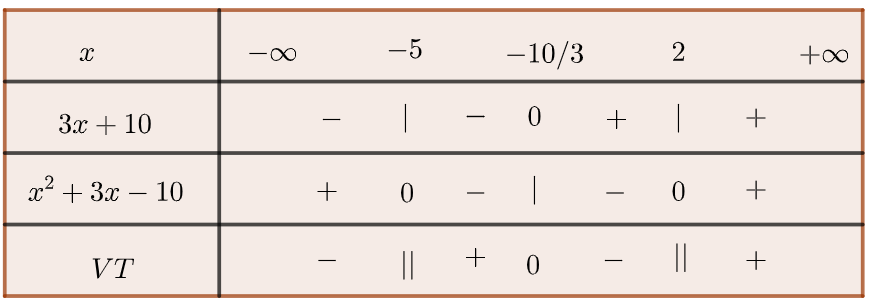 x −∞ −5 −10/3 2 +∞
3x + 10 − | − 0 + | +
x² + 3x − 10 + 0 − | − 0 +
VT − || + 0 − || +